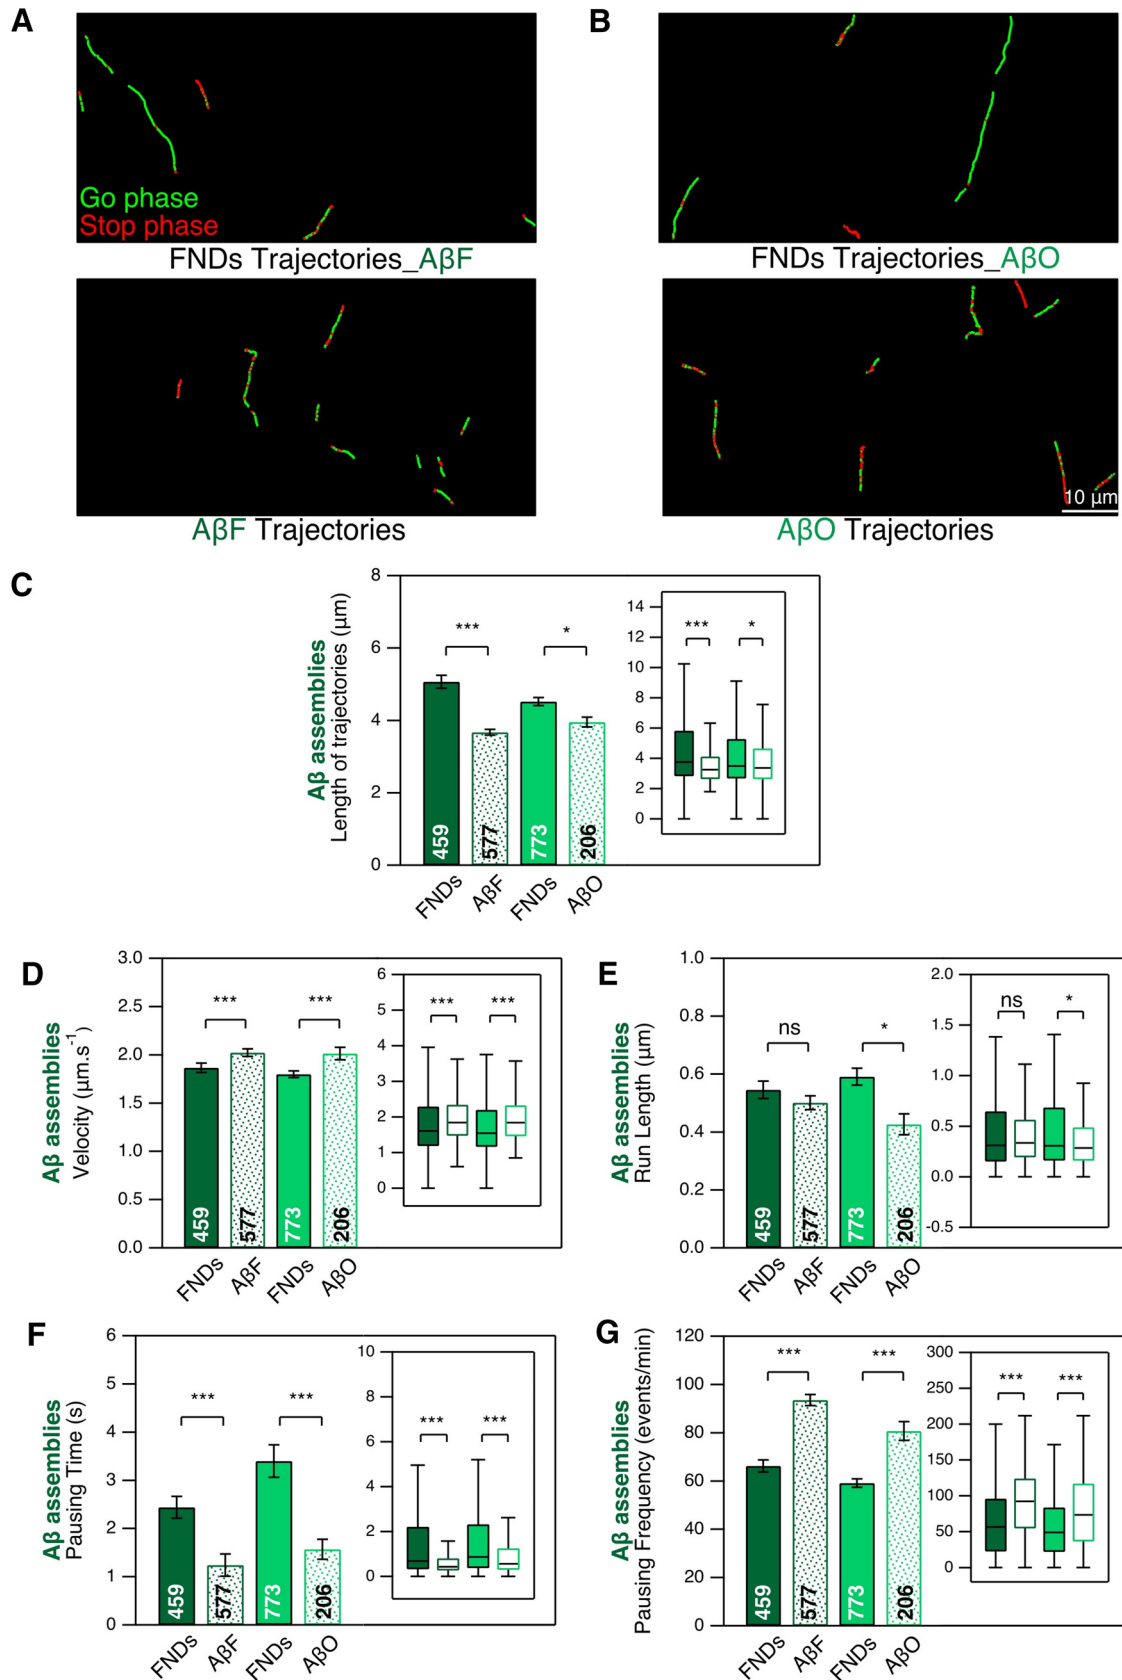 A
B
Go phase
Stop phase
FNDs Trajectories_AβF
FNDs Trajectories_AβO
10 µm
AβF Trajectories
AβO Trajectories
C
Aβ assemblies
Length of trajectories (µm)
8
6
4
2
0
***
*
459
577
773
206
FNDs
AβF
FNDs
AβO
14
12
10
8
6
4
2
0
***
*
D
Aβ assemblies
Velocity (µm.s⁻¹)
3.0
2.5
2.0
1.5
1.0
0.5
0.0
***
***
459
577
773
206
FNDs
AβF
FNDs
AβO
6
5
4
3
2
1
0
***
***
E
Aβ assemblies
Run Length (µm)
1.0
0.8
0.6
0.4
0.2
0.0
ns
*
459
577
773
206
FNDs
AβF
FNDs
AβO
2.0
1.5
1.0
0.5
0.0
-0.5
ns
*
F
Aβ assemblies
Pausing Time (s)
6
5
4
3
2
1
0
***
***
459
577
773
206
FNDs
AβF
FNDs
AβO
10
8
6
4
2
0
***
***
G
Aβ assemblies
Pausing Frequency (events/min)
120
100
80
60
40
20
0
***
***
459
577
773
206
FNDs
AβF
FNDs
AβO
300
250
200
150
100
50
0
***
***